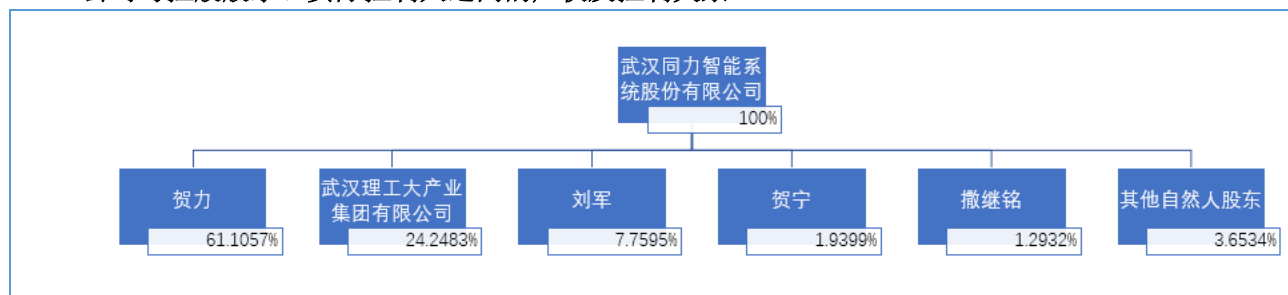 武汉同力智能系
统股份有限公司
100%
贺力
61.1057%
武汉理工大产业
集团有限公司
24.2483%
刘军
7.7595%
贺宁
1.9399%
撒继铭
1.2932%
其他自然人股东
3.6534%